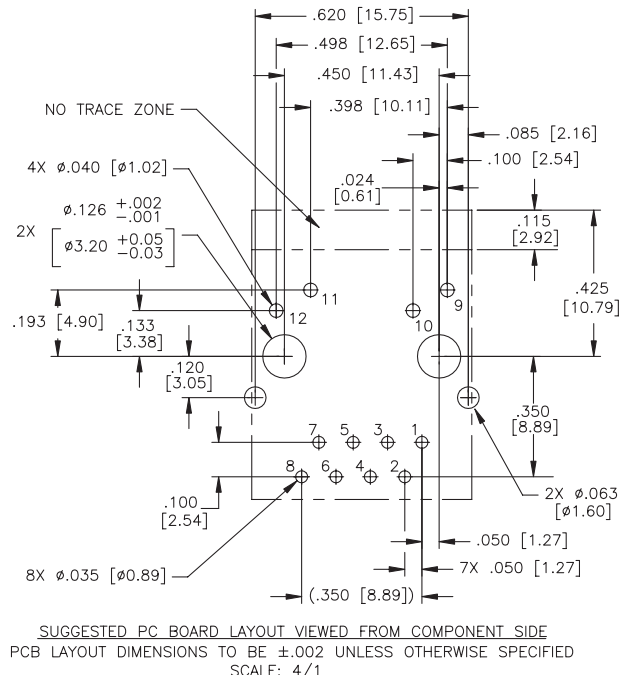 .620 [15.75]
.498 [12.65]
.450 [11.43]
NO TRACE ZONE
.398 [10.11]
.085 [2.16]
4X ø.040 [ø1.02]
.100 [2.54]
.024
[0.61]
ø.126 +.002
-.001
2X
[ø3.20 +0.05
-0.03]
.115
[2.92]
.425
[10.79]
11
9
12
10
.193 [4.90]
.133
[3.38]
.120
[3.05]
.350
[8.89]
7 5 3 1
8 6 4 2
.100
[2.54]
2X ø.063
[ø1.60]
.050 [1.27]
8X ø.035 [ø0.89]
7X .050 [1.27]
(.350 [8.89])
SUGGESTED PC BOARD LAYOUT VIEWED FROM COMPONENT SIDE
PCB LAYOUT DIMENSIONS TO BE ±.002 UNLESS OTHERWISE SPECIFIED
SCALE: 4/1